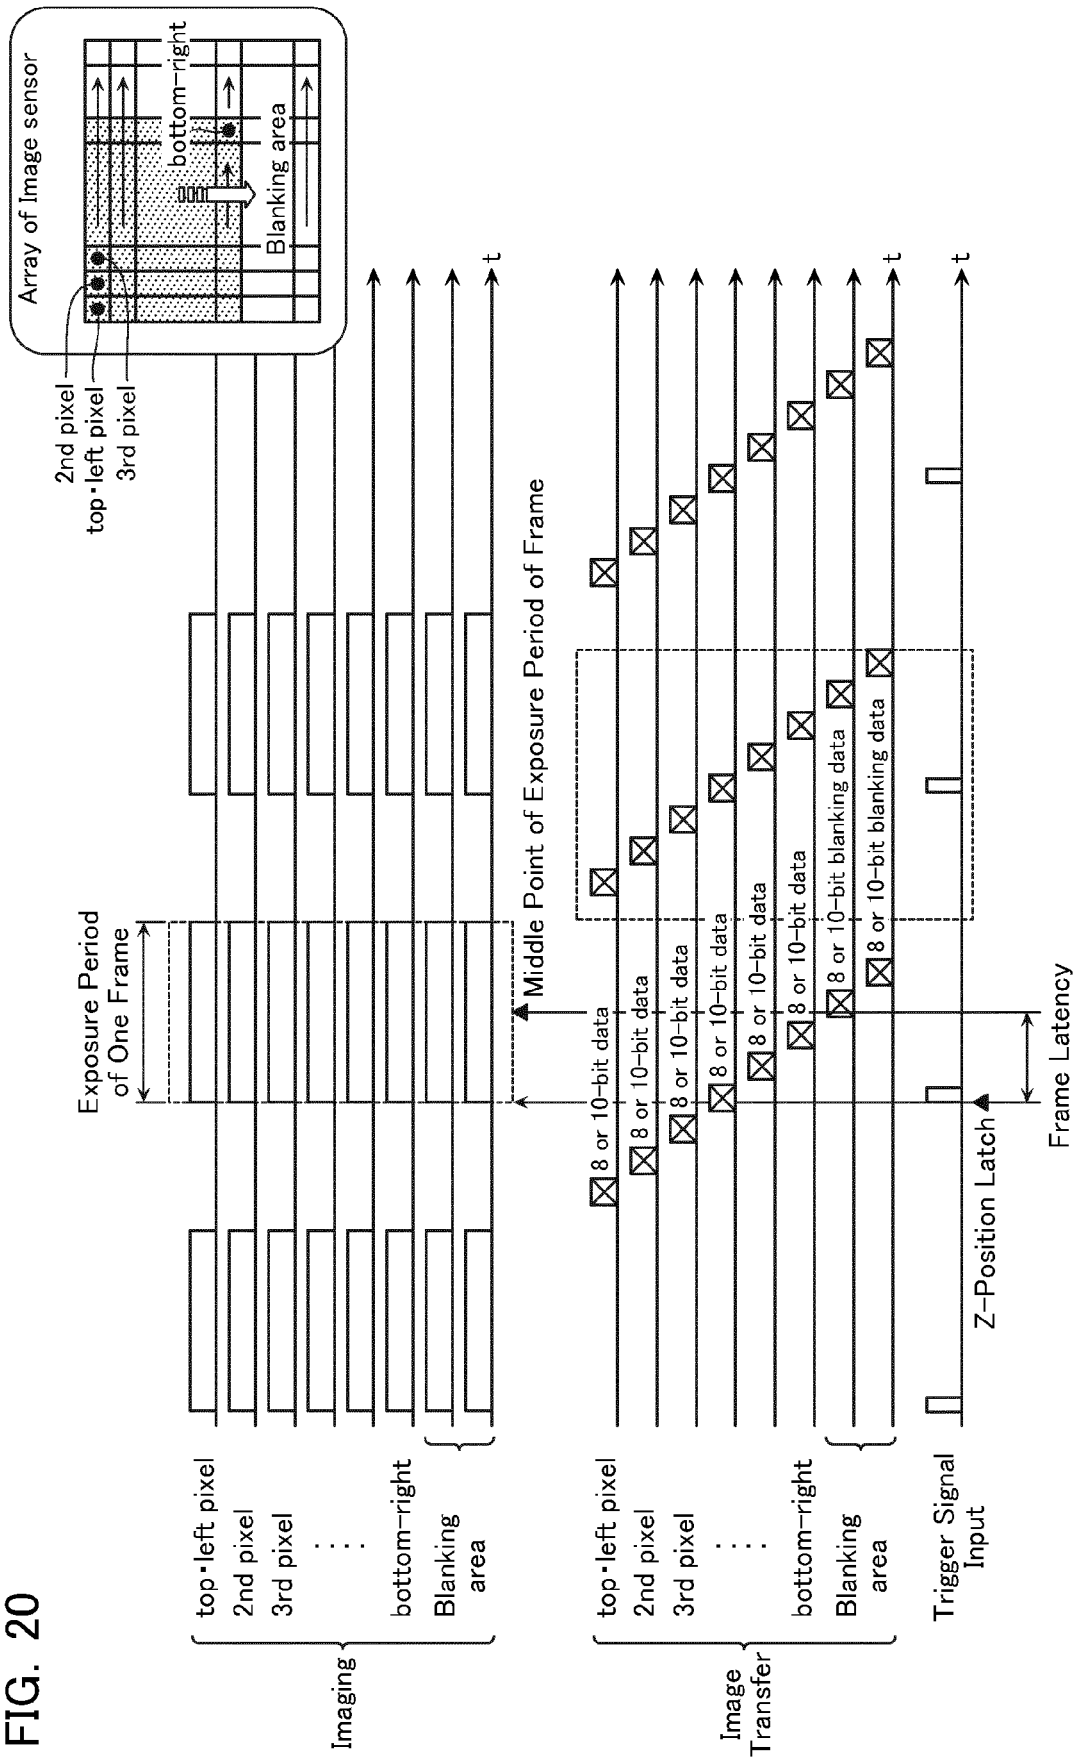 FIG. 20
Array of Image sensor
bottom-right
Blanking area
2nd pixel
top・left pixel
3rd pixel
Exposure Period
of One Frame
Imaging
top・left pixel
2nd pixel
3rd pixel
････
bottom-right
Blanking
area
t
Middle Point of Exposure Period of Frame
Image
Transfer
top・left pixel
2nd pixel
3rd pixel
････
bottom-right
Blanking
area
8 or 10-bit data
8 or 10-bit data
8 or 10-bit data
8 or 10-bit data
8 or 10-bit data
8 or 10-bit data
8 or 10-bit blanking data
8 or 10-bit blanking data
t
Trigger Signal
Input
t
Z-Position Latch
Frame Latency